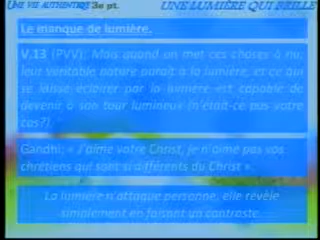 UNE VIE AUTHENTIQUE 3e pt. UNE LUMIÈRE QUI BRILLE
Le manque de lumière.
V.13 (PVV): Mais quand on met ces choses à nu,
leur véritable nature paraît à la lumière, et ce qui
se laisse éclairer par la lumière est capable de
devenir à son tour lumineux (n'était-ce pas votre
cas?)
Gandhi: « J'aime votre Christ, je n'aime pas vos
chrétiens qui sont si différents du Christ ».
La lumière n'attaque personne, elle révèle
simplement en faisant un contraste.